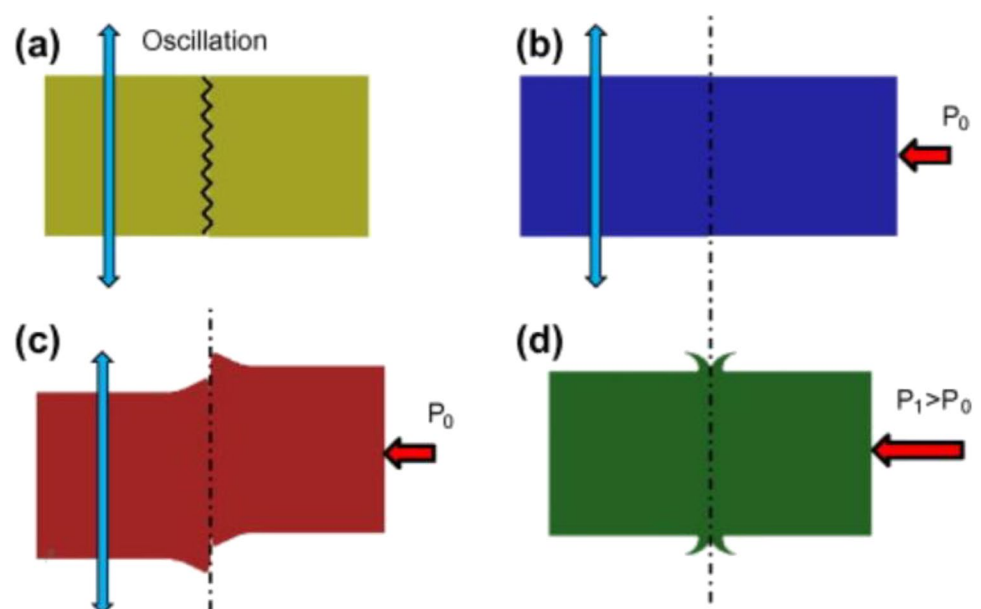 (a)
Oscillation
(b)
P₀
(c)
P₀
(d)
P₁>P₀